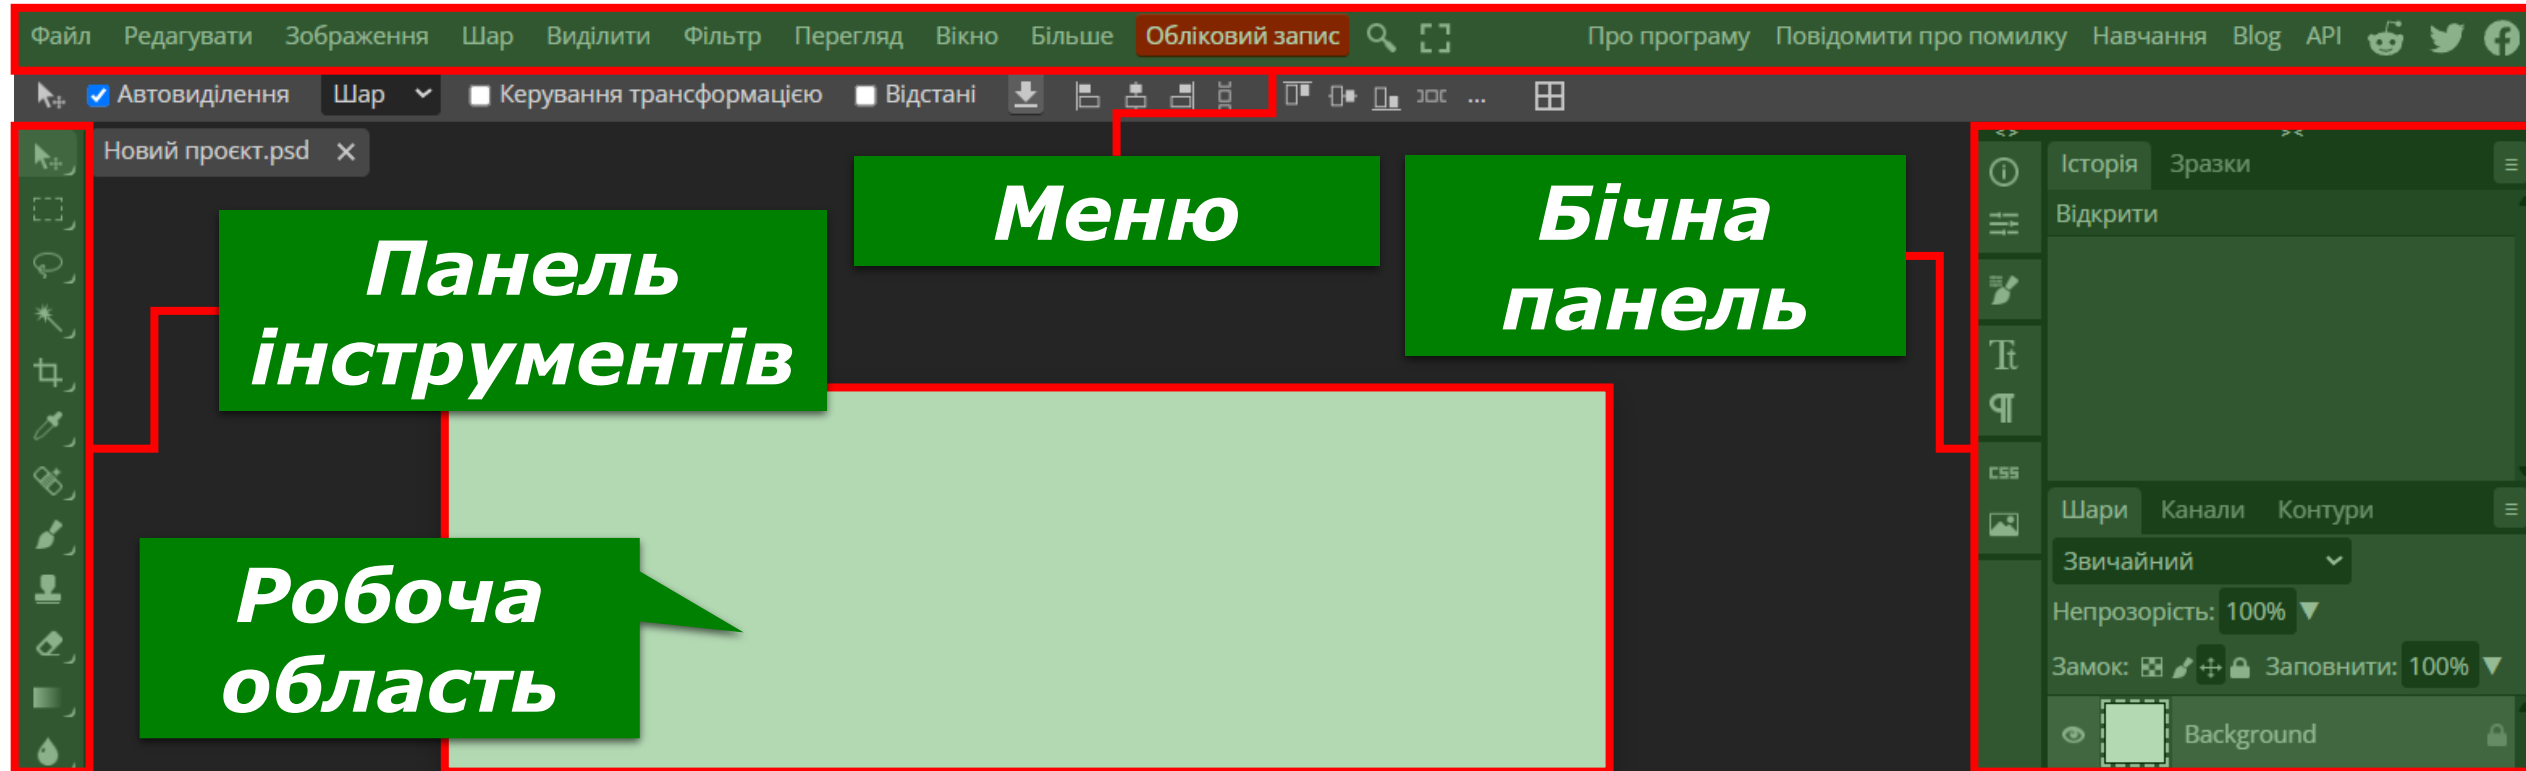 Файл Редагувати Зображення Шар Виділити Фільтр Перегляд Вікно Більше Обліковий запис Про програму Повідомити про помилку Навчання Blog API
Автовиділення Шар Керування трансформацією Відстані ...
Новий проєкт.psd
Меню
Бічна
панель
Панель
інструментів
Робоча
область
< > > <
Історія Зразки
Відкрити
Tt
¶
CSS
Шари Канали Контури
Звичайний
Непрозорість: 100%
Замок: Заповнити: 100%
Background